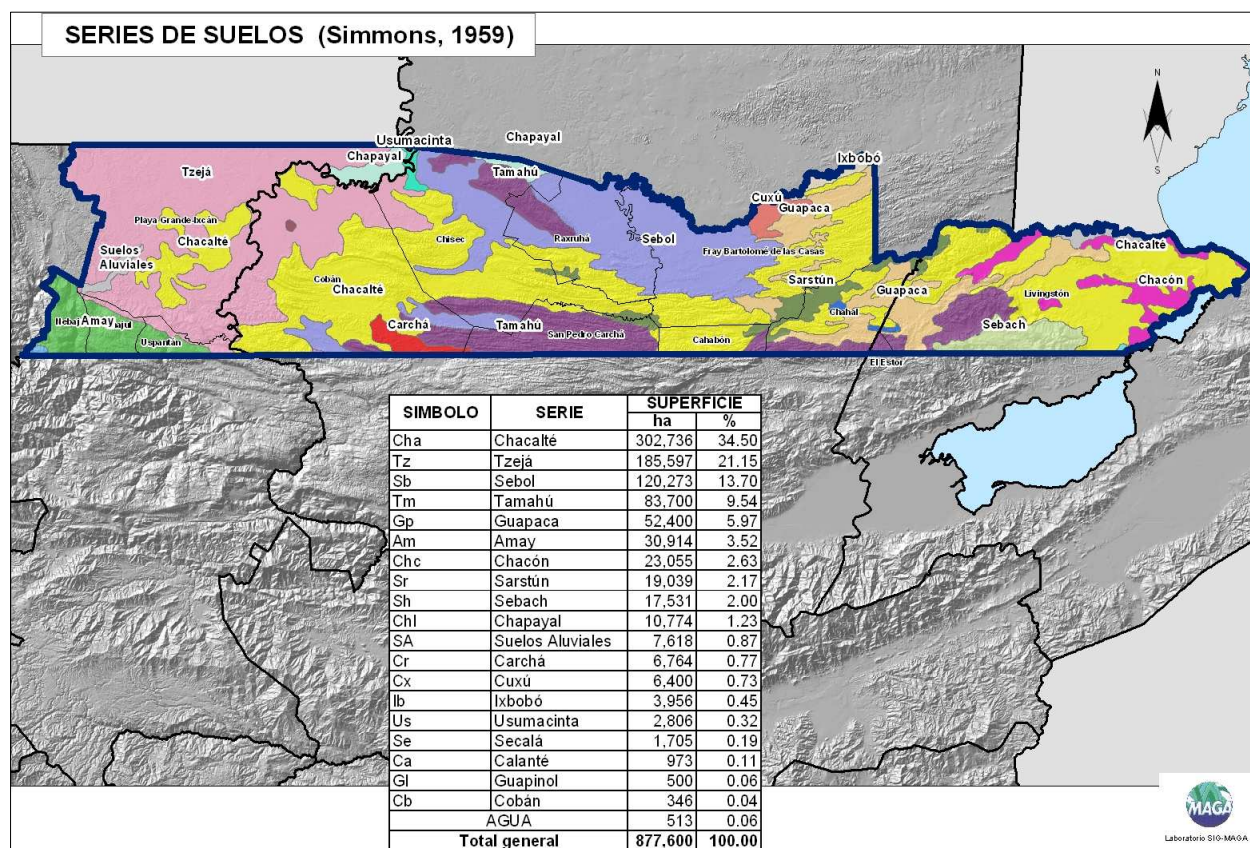 SERIES DE SUELOS (Simmons, 1959)
N
S
Usumacinta
Chapayal
Chapayal
Ixbobó
Tzejá
Tamahú
Cuxú
Guapaca
Playa Grande-Ixcán
Chacalté
Chisec
Raxruhá
Sebol
Fray Bartolomé de las Casas
Chacalté
Suelos
Aluviales
Cobán
Chacalté
Sarstún
Guapaca
Livingstón
Chacón
Nebaj
Amay
Chajul
Uspantán
Carchá
Tamahú
San Pedro Carchá
Cahabón
Chahál
Sebach
El Estor
SIMBOLO SERIE SUPERFICIE
ha %
Cha Chacalté 302,736 34.50
Tz Tzejá 185,597 21.15
Sb Sebol 120,273 13.70
Tm Tamahú 83,700 9.54
Gp Guapaca 52,400 5.97
Am Amay 30,914 3.52
Chc Chacón 23,055 2.63
Sr Sarstún 19,039 2.17
Sh Sebach 17,531 2.00
Chl Chapayal 10,774 1.23
SA Suelos Aluviales 7,618 0.87
Cr Carchá 6,764 0.77
Cx Cuxú 6,400 0.73
Ib Ixbobó 3,956 0.45
Us Usumacinta 2,806 0.32
Se Secalá 1,705 0.19
Ca Calanté 973 0.11
Gl Guapinol 500 0.06
Cb Cobán 346 0.04
AGUA 513 0.06
Total general 877,600 100.00
MAGA
Laboratorio SIG-MAGA